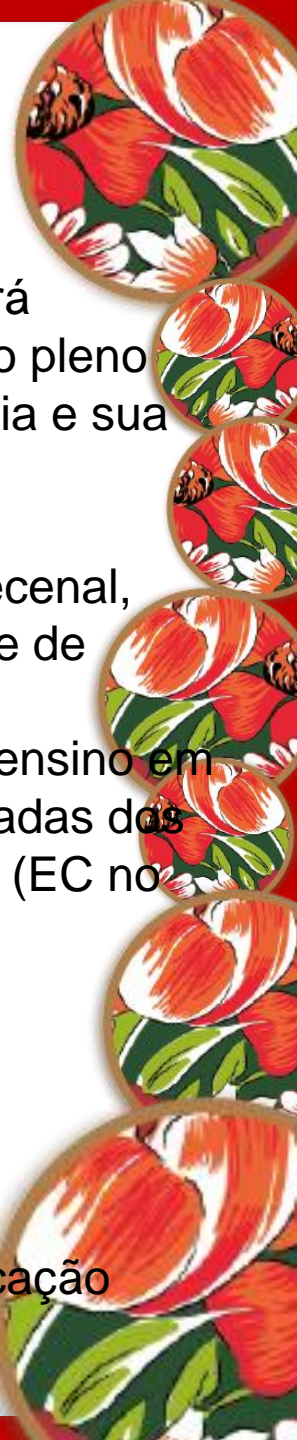 rá
o pleno
ia e sua
ecenal,
e de
ensino em
adas dos
(EC no
cação